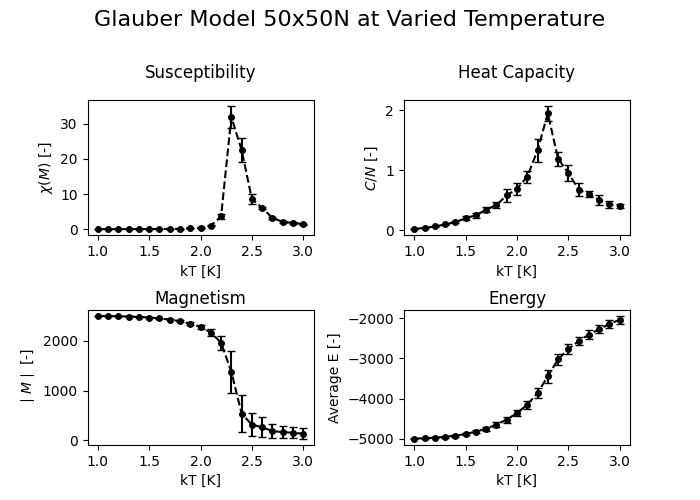 Glauber Model 50x50N at Varied Temperature
Susceptibility
Heat Capacity
χ(M) [-]
30
20
10
0
1.0 1.5 2.0 2.5 3.0
kT [K]
C/N [-]
2
1
0
1.0 1.5 2.0 2.5 3.0
kT [K]
Magnetism
Energy
| M | [-]
2000
1000
0
1.0 1.5 2.0 2.5 3.0
kT [K]
Average E [-]
−2000
−3000
−4000
−5000
1.0 1.5 2.0 2.5 3.0
kT [K]